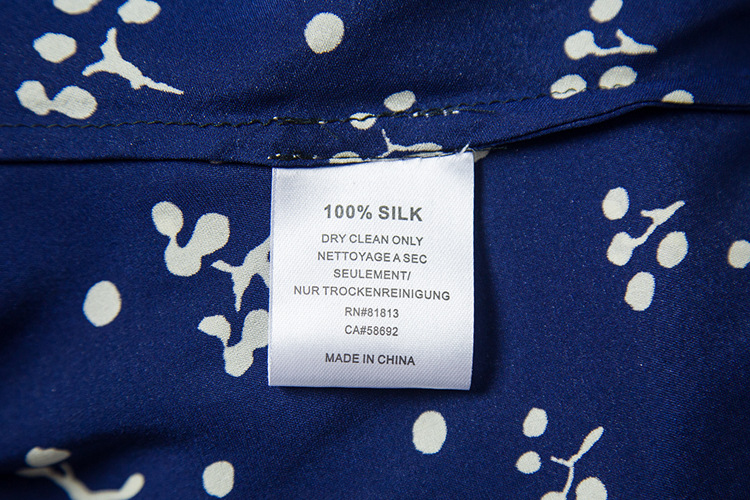 100% SILK
DRY CLEAN ONLY
NETTOYAGE A SEC
SEULEMENT/
NUR TROCKENREINIGUNG
RN#81813
CA#58692
MADE IN CHINA